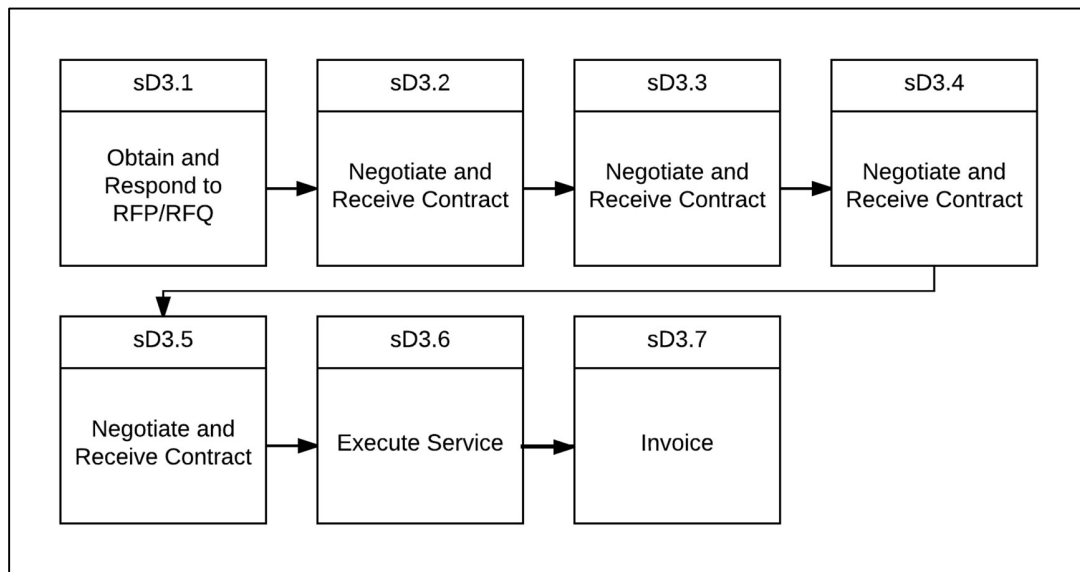 sD3.1
Obtain and
Respond to
RFP/RFQ
sD3.2
Negotiate and
Receive Contract
sD3.3
Negotiate and
Receive Contract
sD3.4
Negotiate and
Receive Contract
sD3.5
Negotiate and
Receive Contract
sD3.6
Execute Service
sD3.7
Invoice